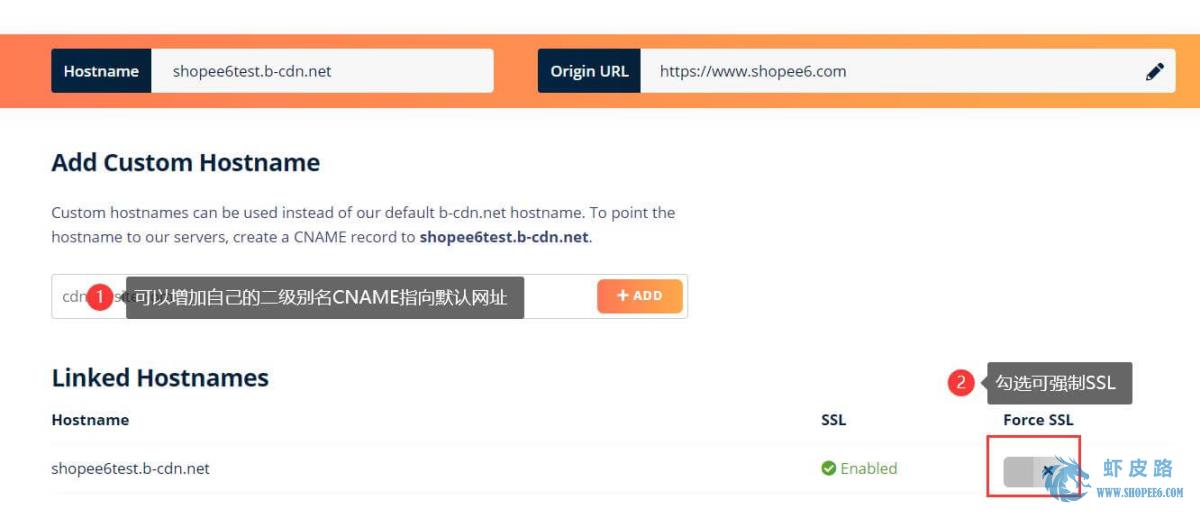 Hostname shopee6test.b-cdn.net Origin URL https://www.shopee6.com
Add Custom Hostname
Custom hostnames can be used instead of our default b-cdn.net hostname. To point the
hostname to our servers, create a CNAME record to shopee6test.b-cdn.net.
cdn 1 可以增加自己的二级别名CNAME指向默认网址 + ADD
Linked Hostnames
2 勾选可强制SSL
Hostname SSL Force SSL
shopee6test.b-cdn.net Enabled
虾皮路
WWW.SHOPEE6.COM